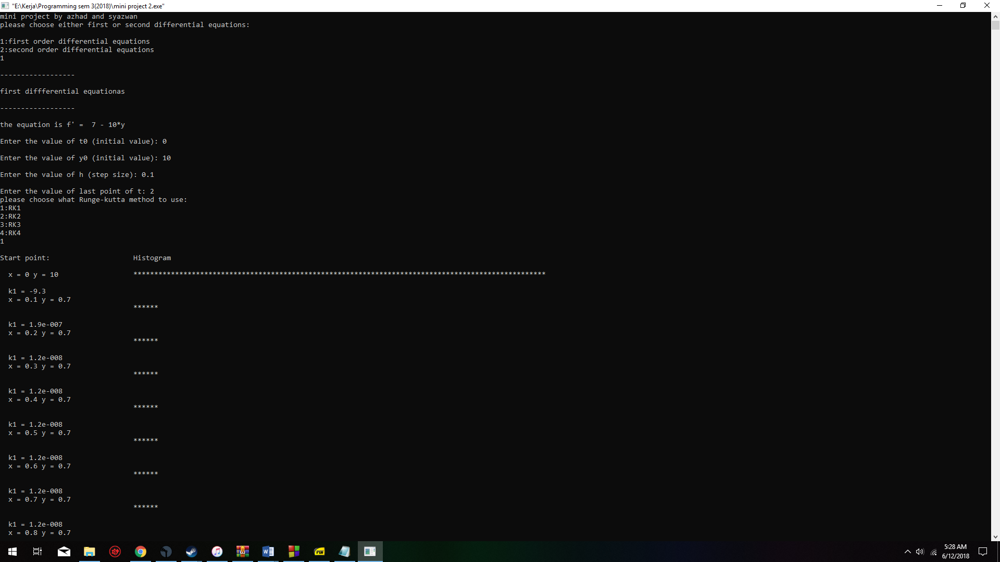 "E:\Kerja\Programming sem 3(2018)\mini project 2.exe"
mini project by azhad and syazwan
please choose either first or second differential equations:
1:first order differential equations
2:second order differential equations
1
------------------
first diffferential equationas
------------------
the equation is f' =  7 - 10*y
Enter the value of t0 (initial value): 0
Enter the value of y0 (initial value): 10
Enter the value of h (step size): 0.1
Enter the value of last point of t: 2
please choose what Runge-kutta method to use:
1:RK1
2:RK2
3:RK3
4:RK4
1
Start point: Histogram
x = 0 y = 10 ***************************************************************************************************
k1 = -9.3
x = 0.1 y = 0.7
******
k1 = 1.9e-007
x = 0.2 y = 0.7
******
k1 = 1.2e-008
x = 0.3 y = 0.7
******
k1 = 1.2e-008
x = 0.4 y = 0.7
******
k1 = 1.2e-008
x = 0.5 y = 0.7
******
k1 = 1.2e-008
x = 0.6 y = 0.7
******
k1 = 1.2e-008
x = 0.7 y = 0.7
******
k1 = 1.2e-008
x = 0.8 y = 0.7
PDF
5:28 AM
6/12/2018